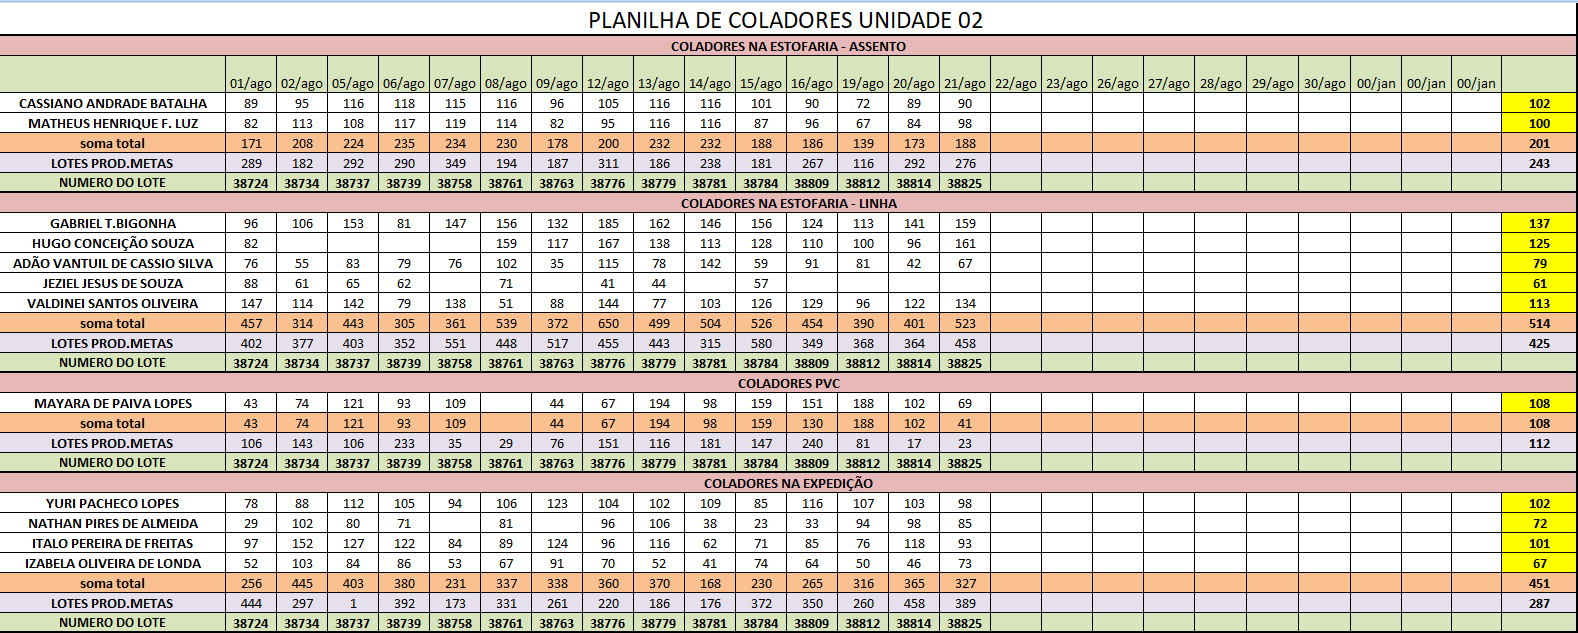 PLANILHA DE COLADORES UNIDADE 02
COLADORES NA ESTOFARIA - ASSENTO
01/ago 02/ago 05/ago 06/ago 07/ago 08/ago 09/ago 12/ago 13/ago 14/ago 15/ago 16/ago 19/ago 20/ago 21/ago 22/ago 23/ago 26/ago 27/ago 28/ago 29/ago 30/ago 00/jan 00/jan 00/jan
CASSIANO ANDRADE BATALHA 89 95 116 118 115 116 96 105 116 116 101 90 72 89 90 102
MATHEUS HENRIQUE F. LUZ 82 113 108 117 119 114 82 95 116 116 87 96 67 84 98 100
soma total 171 208 224 235 234 230 178 200 232 232 188 186 139 173 188 201
LOTES PROD.METAS 289 182 292 290 349 194 187 311 186 238 181 267 116 292 276 243
NUMERO DO LOTE 38724 38734 38737 38739 38758 38761 38763 38776 38779 38781 38784 38809 38812 38814 38825
COLADORES NA ESTOFARIA - LINHA
GABRIEL T.BIGONHA 96 106 153 81 147 156 132 185 162 146 156 124 113 141 159 137
HUGO CONCEIÇÃO SOUZA 82 159 117 167 138 113 128 110 100 96 161 125
ADÃO VANTUIL DE CASSIO SILVA 76 55 83 79 76 102 35 115 78 142 59 91 81 42 67 79
JEZIEL JESUS DE SOUZA 88 61 65 62 71 41 44 57 61
VALDINEI SANTOS OLIVEIRA 147 114 142 79 138 51 88 144 77 103 126 129 96 122 134 113
soma total 457 314 443 305 361 539 372 650 499 504 526 454 390 401 523 514
LOTES PROD.METAS 402 377 403 352 551 448 517 455 443 315 580 349 368 364 458 425
NUMERO DO LOTE 38724 38734 38737 38739 38758 38761 38763 38776 38779 38781 38784 38809 38812 38814 38825
COLADORES PVC
MAYARA DE PAIVA LOPES 43 74 121 93 109 44 67 194 98 159 151 188 102 69 108
soma total 43 74 121 93 109 44 67 194 98 159 130 188 102 41 108
LOTES PROD.METAS 106 143 106 233 35 29 76 151 116 181 147 240 81 17 23 112
NUMERO DO LOTE 38724 38734 38737 38739 38758 38761 38763 38776 38779 38781 38784 38809 38812 38814 38825
COLADORES NA EXPEDIÇÃO
YURI PACHECO LOPES 78 88 112 105 94 106 123 104 102 109 85 116 107 103 98 102
NATHAN PIRES DE ALMEIDA 29 102 80 71 81 96 106 38 23 33 94 98 85 72
ITALO PEREIRA DE FREITAS 97 152 127 122 84 89 124 96 116 62 71 85 76 118 93 101
IZABELA OLIVEIRA DE LONDA 52 103 84 86 53 67 91 70 52 41 74 64 50 46 73 67
soma total 256 445 403 380 231 337 338 360 370 168 230 265 316 365 327 451
LOTES PROD.METAS 444 297 1 392 173 331 261 220 186 176 372 350 260 458 389 287
NUMERO DO LOTE 38724 38734 38737 38739 38758 38761 38763 38776 38779 38781 38784 38809 38812 38814 38825